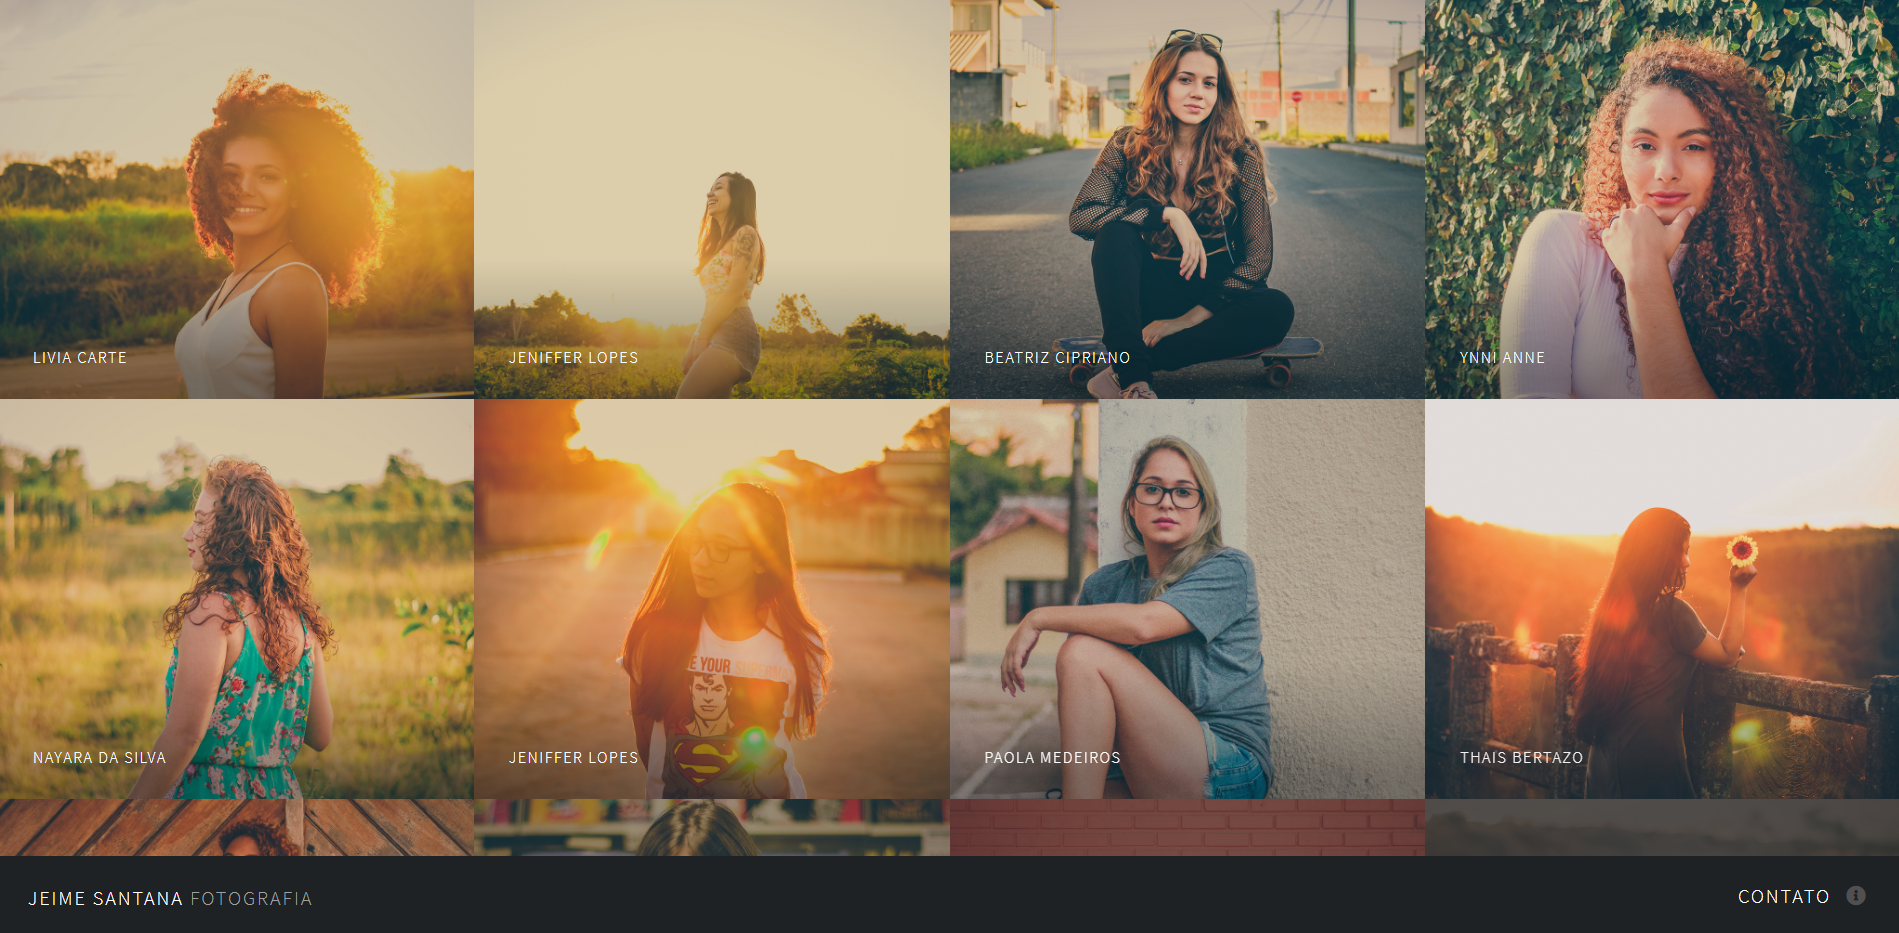 LIVIA CARTE
JENIFFER LOPES
BEATRIZ CIPRIANO
YNNI ANNE
E YOUR
NAYARA DA SILVA
JENIFFER LOPES
PAOLA MEDEIROS
THAIS BERTAZO
JEIME SANTANA FOTOGRAFIA
CONTATO